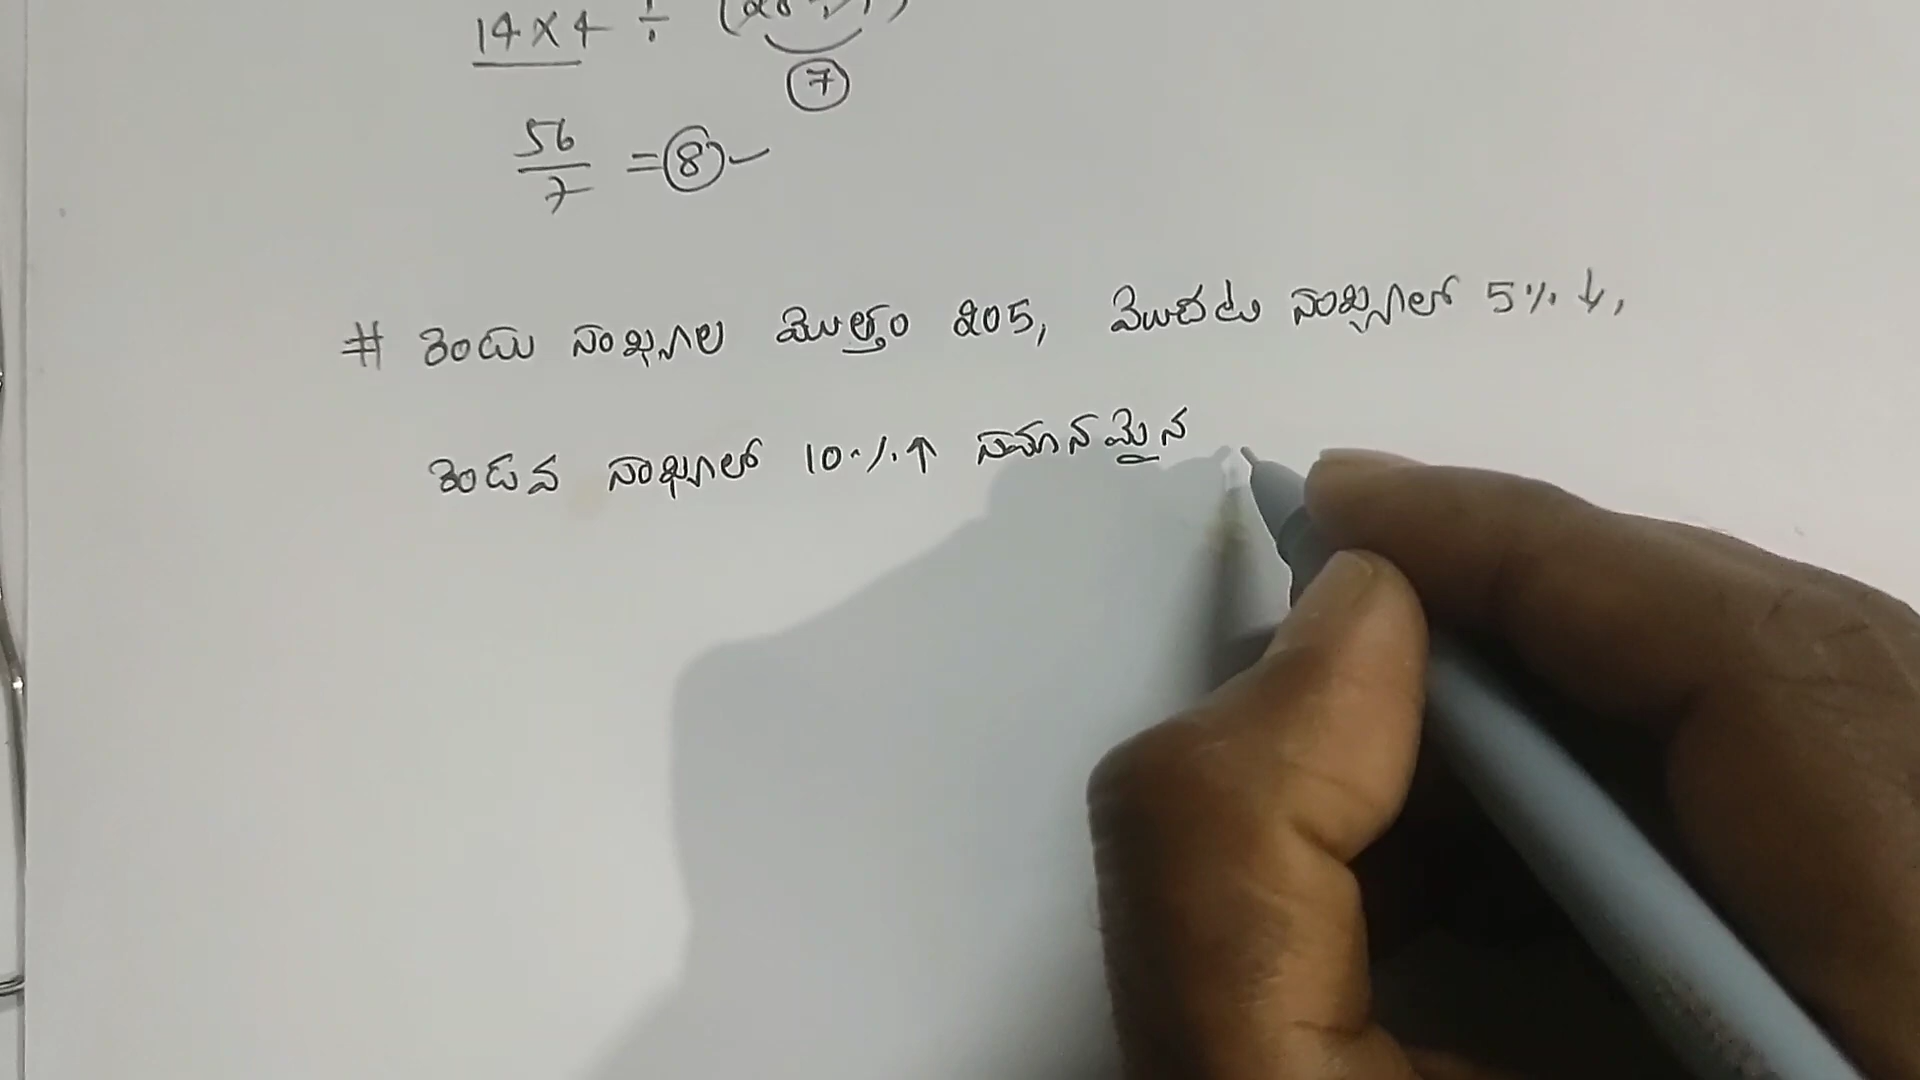 14 × 4 ÷
7
56/7 = 8
# రెండు సంఖ్యల మొత్తం 205, మొదటి సంఖ్యలో 5% ↓,
రెండవ సంఖ్యలో 10% ↑ సమానమైన